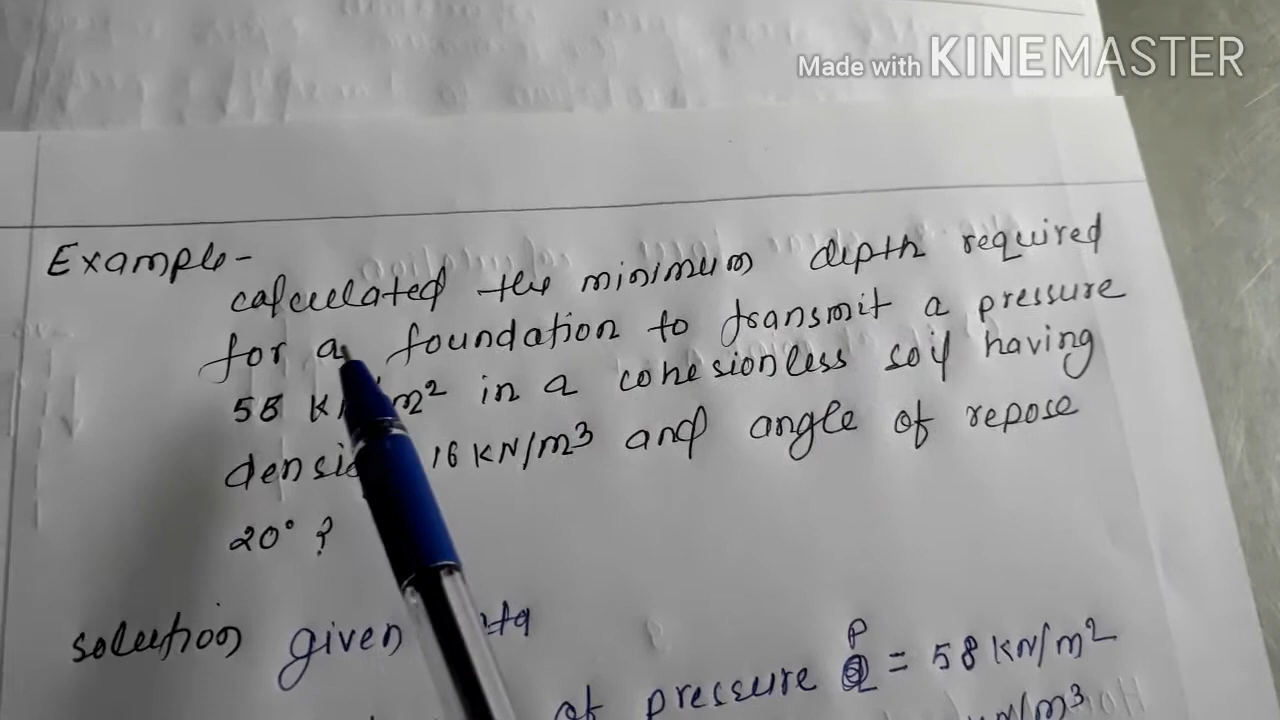 Made with KINEMASTER
Example-
calculated the minimum depth required
for a foundation to transmit a pressure
58 m² in a cohesionless soil having
16 KN/m3 and angle of repose
20° ?
solution given
of pressure P = 58 KN/m2